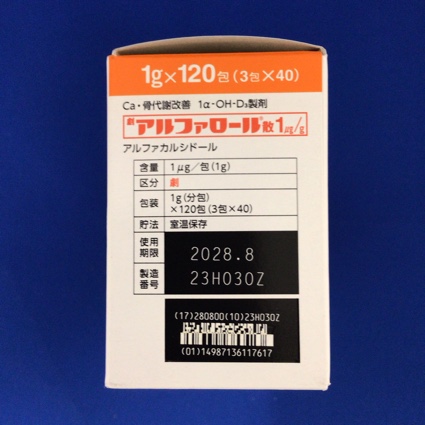 1g×120包(3包×40)
Ca・骨代謝改善 1α-OH-D₃製剤
劇 アルファロール®散1μg/g
アルファカルシドール
含量 1μg/包(1g)
区分 劇
包装 1g(分包)
×120包(3包×40)
貯法 室温保存
使用期限 2028.8
製造番号 23H030Z
(17)280800(10)23H030Z
(01)14987136117617